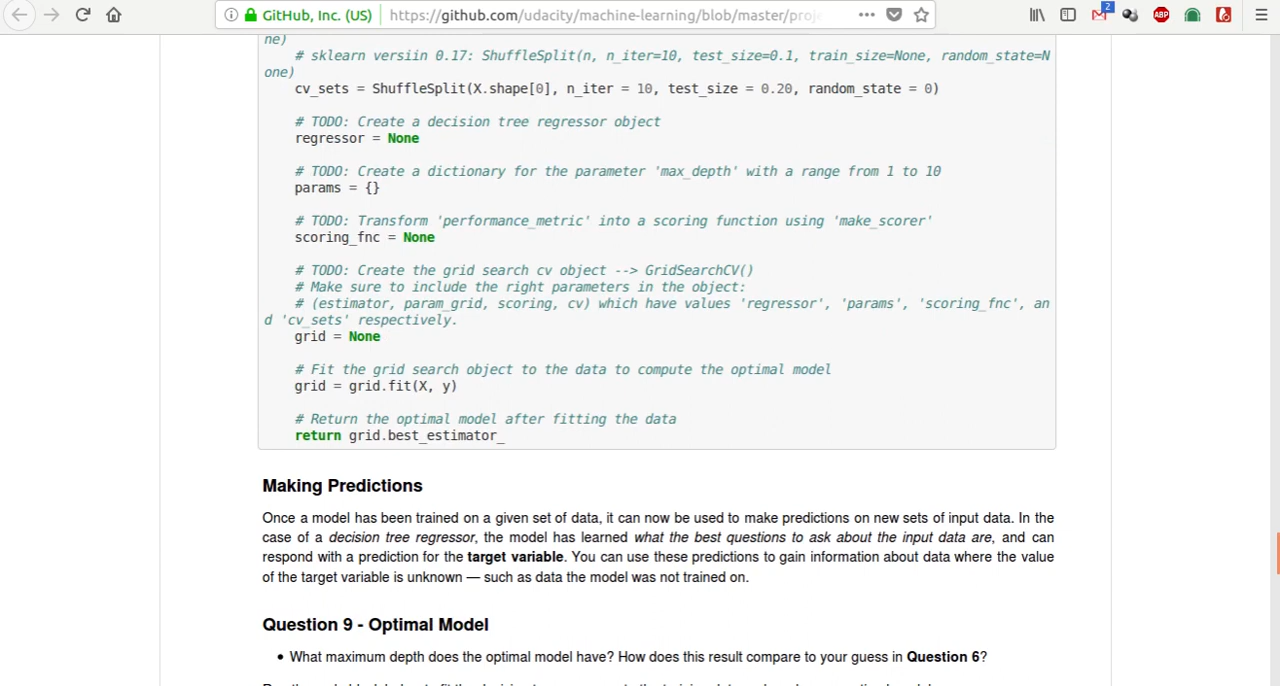 GitHub, Inc. (US)
https://github.com/udacity/machine-learning/blob/master/proje
2
ABP
ne)
# sklearn versiin 0.17: ShuffleSplit(n, n_iter=10, test_size=0.1, train_size=None, random_state=N
one)
cv_sets = ShuffleSplit(X.shape[0], n_iter = 10, test_size = 0.20, random_state = 0)
# TODO: Create a decision tree regressor object
regressor = None
# TODO: Create a dictionary for the parameter 'max_depth' with a range from 1 to 10
params = {}
# TODO: Transform 'performance_metric' into a scoring function using 'make_scorer'
scoring_fnc = None
# TODO: Create the grid search cv object --> GridSearchCV()
# Make sure to include the right parameters in the object:
# (estimator, param_grid, scoring, cv) which have values 'regressor', 'params', 'scoring_fnc', an
d 'cv_sets' respectively.
grid = None
# Fit the grid search object to the data to compute the optimal model
grid = grid.fit(X, y)
# Return the optimal model after fitting the data
return grid.best_estimator_
Making Predictions
Once a model has been trained on a given set of data, it can now be used to make predictions on new sets of input data. In the
case of a decision tree regressor, the model has learned what the best questions to ask about the input data are, and can
respond with a prediction for the target variable. You can use these predictions to gain information about data where the value
of the target variable is unknown — such as data the model was not trained on.
Question 9 - Optimal Model
• What maximum depth does the optimal model have? How does this result compare to your guess in Question 6?